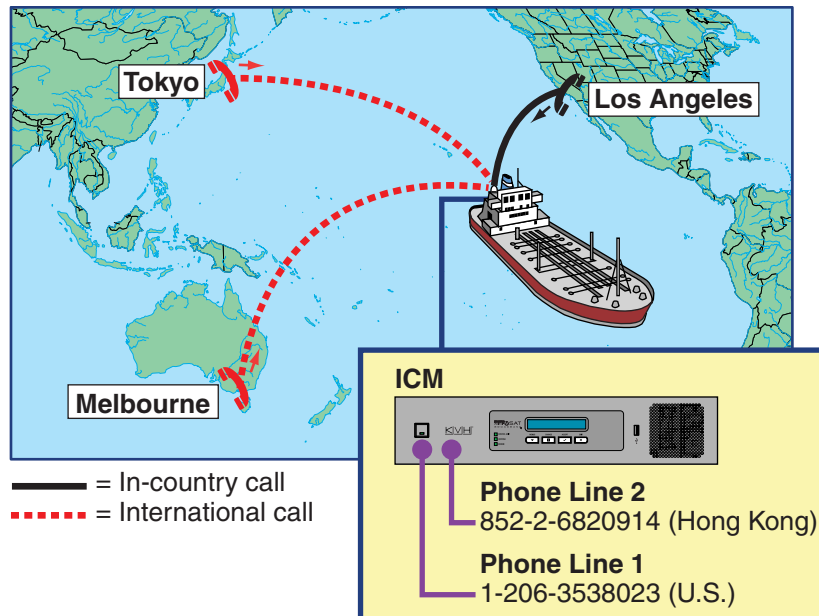 Tokyo
Los Angeles
Melbourne
ICM
KVH
= In-country call
= International call
Phone Line 2
852-2-6820914 (Hong Kong)
Phone Line 1
1-206-3538023 (U.S.)